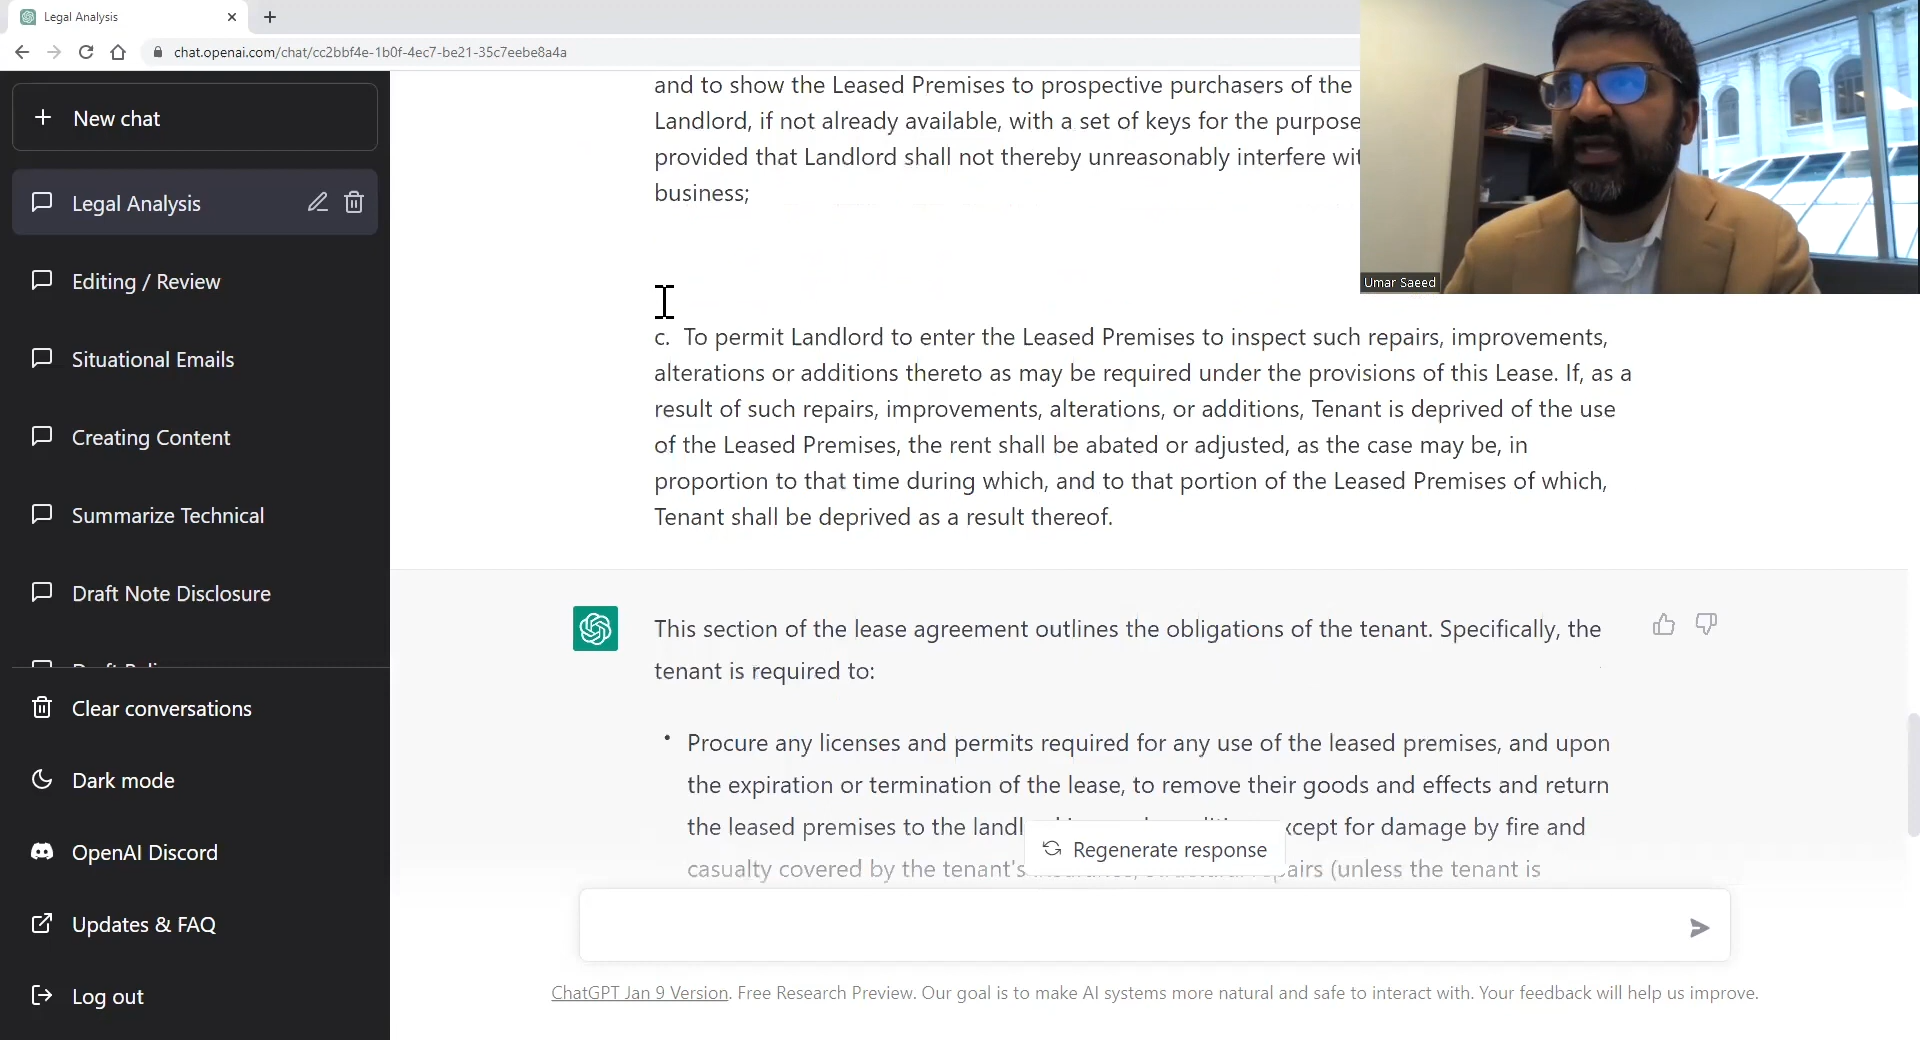 Legal Analysis
chat.openai.com/chat/cc2bbf4e-1b0f-4ec7-be21-35c7eebe8a4a
New chat
Legal Analysis
Editing / Review
Situational Emails
Creating Content
Summarize Technical
Draft Note Disclosure
Clear conversations
Dark mode
OpenAI Discord
Updates & FAQ
Log out
and to show the Leased Premises to prospective purchasers of the
Landlord, if not already available, with a set of keys for the purpose
provided that Landlord shall not thereby unreasonably interfere
business;
Umar Saeed
c. To permit Landlord to enter the Leased Premises to inspect such repairs, improvements,
alterations or additions thereto as may be required under the provisions of this Lease. If, as a
result of such repairs, improvements, alterations, or additions, Tenant is deprived of the use
of the Leased Premises, the rent shall be abated or adjusted, as the case may be, in
proportion to that time during which, and to that portion of the Leased Premises of which,
Tenant shall be deprived as a result thereof.
This section of the lease agreement outlines the obligations of the tenant. Specifically, the
tenant is required to:
• Procure any licenses and permits required for any use of the leased premises, and upon
the expiration or termination of the lease, to remove their goods and effects and return
the leased premises to the for damage by fire and
casualty covered by the tenant's (unless the tenant is
Regenerate response
ChatGPT Jan 9 Version. Free Research Preview. Our goal is to make AI systems more natural and safe to interact with. Your feedback will help us improve.